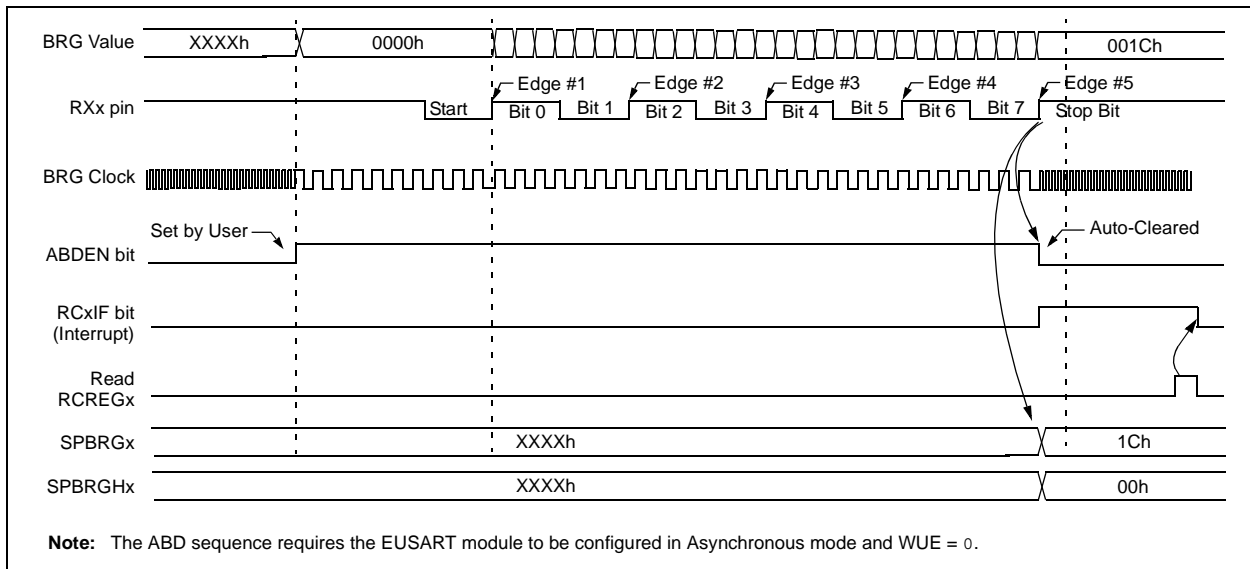 BRG Value
XXXXh
0000h
001Ch
Edge #1
Edge #2
Edge #3
Edge #4
Edge #5
RXx pin
Start
Bit 0
Bit 1
Bit 2
Bit 3
Bit 4
Bit 5
Bit 6
Bit 7
Stop Bit
BRG Clock
Set by User
Auto-Cleared
ABDEN bit
RCxIF bit
(Interrupt)
Read
RCREGx
SPBRGx
XXXXh
1Ch
SPBRGHx
XXXXh
00h
Note: The ABD sequence requires the EUSART module to be configured in Asynchronous mode and WUE = 0.